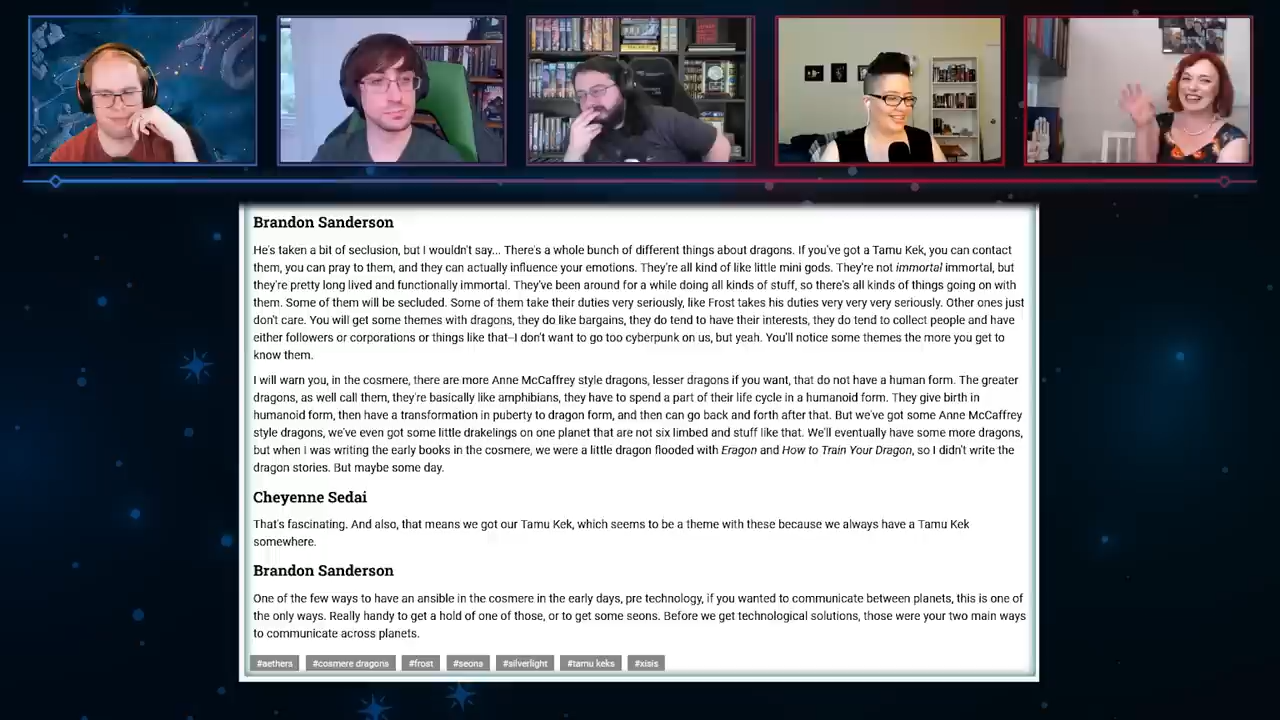 Brandon Sanderson
He's taken a bit of seclusion, but I wouldn't say... There's a whole bunch of different things about dragons. If you've got a Tamu Kek, you can contact
them, you can pray to them, and they can actually influence your emotions. They're all kind of like little mini gods. They're not immortal immortal, but
they're pretty long lived and functionally immortal. They've been around for a while doing all kinds of stuff, so there's all kinds of things going on with
them. Some of them will be secluded. Some of them take their duties very seriously, like Frost takes his duties very very very seriously. Other ones just
don't care. You will get some themes with dragons, they do like bargains, they do tend to have their interests, they do tend to collect people and have
either followers or corporations or things like that–I don't want to go too cyberpunk on us, but yeah. You'll notice some themes the more you get to
know them.
I will warn you, in the cosmere, there are more Anne McCaffrey style dragons, lesser dragons if you want, that do not have a human form. The greater
dragons, as well call them, they're basically like amphibians, they have to spend a part of their life cycle in a humanoid form. They give birth in
humanoid form, then have a transformation in puberty to dragon form, and then can go back and forth after that. But we've got some Anne McCaffrey
style dragons, we've even got some little drakelings on one planet that are not six limbed and stuff like that. We'll eventually have some more dragons,
but when I was writing the early books in the cosmere, we were a little dragon flooded with Eragon and How to Train Your Dragon, so I didn't write the
dragon stories. But maybe some day.
Cheyenne Sedai
That's fascinating. And also, that means we got our Tamu Kek, which seems to be a theme with these because we always have a Tamu Kek
somewhere.
Brandon Sanderson
One of the few ways to have an ansible in the cosmere in the early days, pre technology, if you wanted to communicate between planets, this is one of
the only ways. Really handy to get a hold of one of those, or to get some seons. Before we get technological solutions, those were your two main ways
to communicate across planets.
#aethers #cosmere dragons #frost #seons #silverlight #tamu keks #xisis